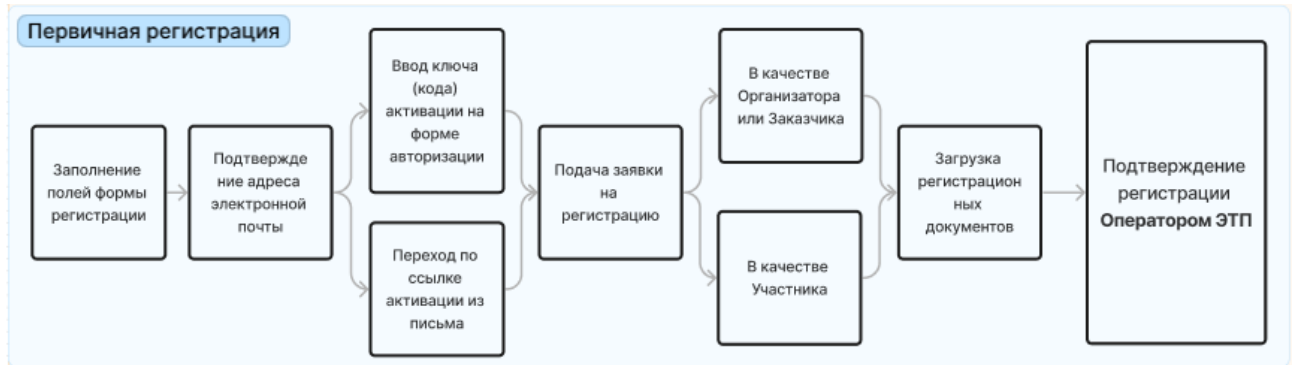 Первичная регистрация
Заполнение
полей формы
регистрации
Подтвержде
ние адреса
электронной
почты
Ввод ключа
(кода)
активации на
форме
авторизации
Переход по
ссылке
активации из
письма
Подача заявки
на
регистрацию
В качестве
Организатора
или Заказчика
В качестве
Участника
Загрузка
регистрацион
ных
документов
Подтверждение
регистрации
Оператором ЭТП